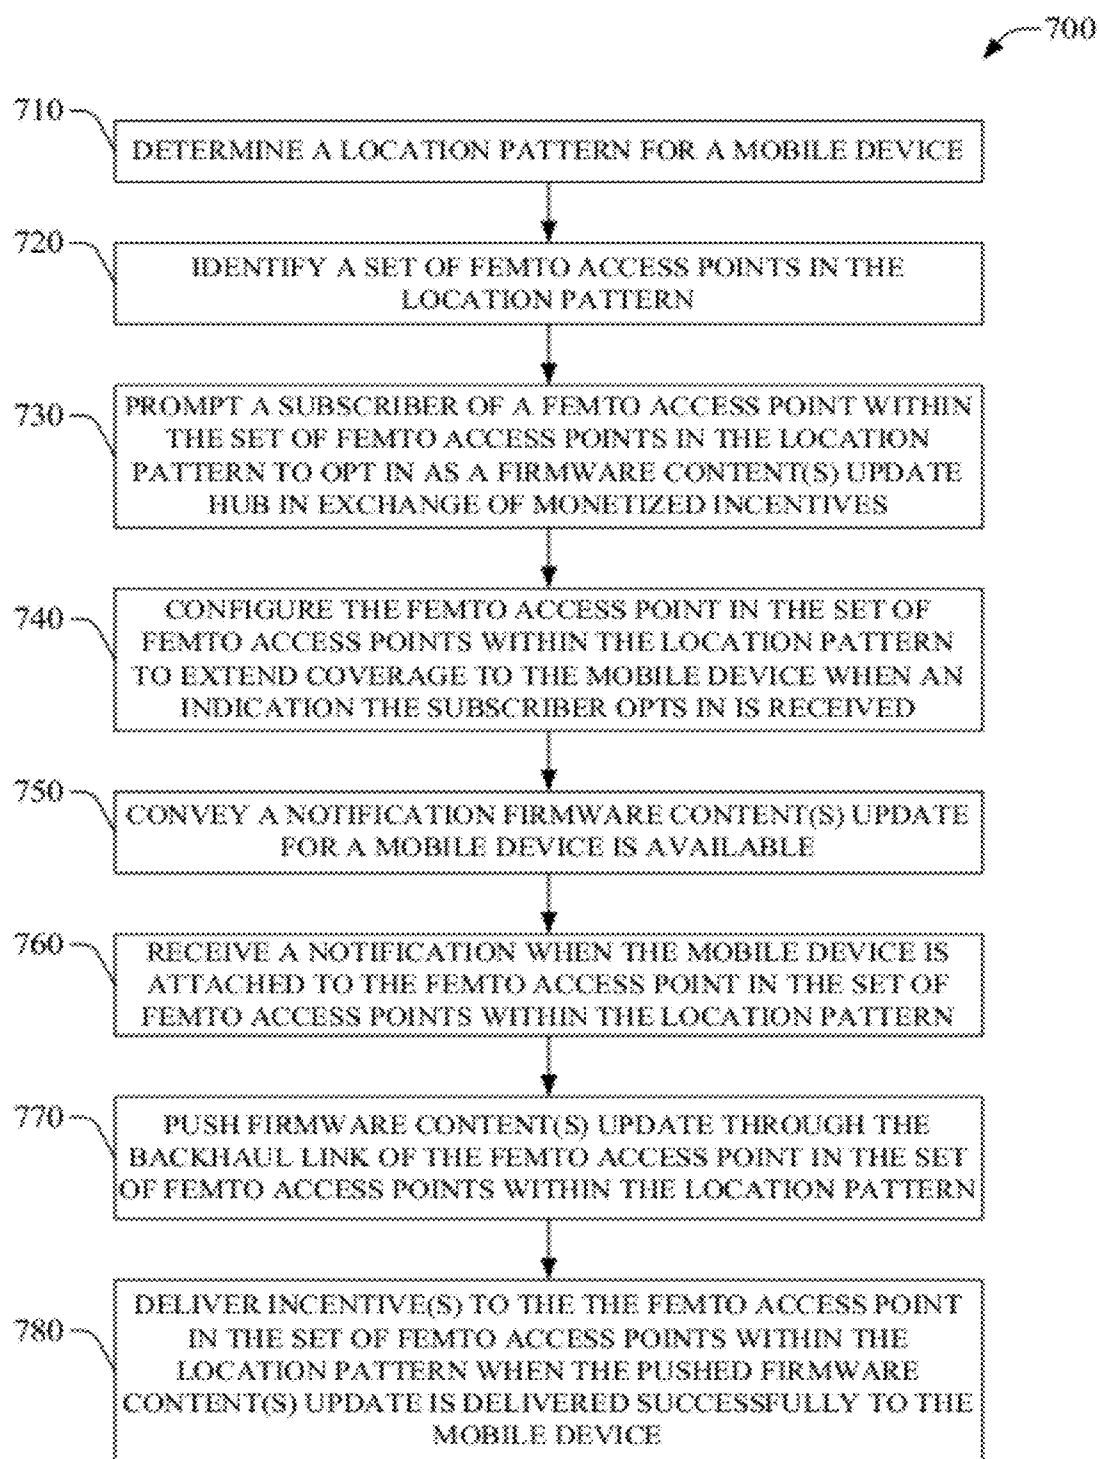 700
710
DETERMINE A LOCATION PATTERN FOR A MOBILE DEVICE
720
IDENTIFY A SET OF FEMTO ACCESS POINTS IN THE
LOCATION PATTERN
730
PROMPT A SUBSCRIBER OF A FEMTO ACCESS POINT WITHIN
THE SET OF FEMTO ACCESS POINTS IN THE LOCATION
PATTERN TO OPT IN AS A FIRMWARE CONTENT(S) UPDATE
HUB IN EXCHANGE OF MONETIZED INCENTIVES
740
CONFIGURE THE FEMTO ACCESS POINT IN THE SET OF
FEMTO ACCESS POINTS WITHIN THE LOCATION PATTERN
TO EXTEND COVERAGE TO THE MOBILE DEVICE WHEN AN
INDICATION THE SUBSCRIBER OPTS IN IS RECEIVED
750
CONVEY A NOTIFICATION FIRMWARE CONTENT(S) UPDATE
FOR A MOBILE DEVICE IS AVAILABLE
760
RECEIVE A NOTIFICATION WHEN THE MOBILE DEVICE IS
ATTACHED TO THE FEMTO ACCESS POINT IN THE SET OF
FEMTO ACCESS POINTS WITHIN THE LOCATION PATTERN
770
PUSH FIRMWARE CONTENT(S) UPDATE THROUGH THE
BACKHAUL LINK OF THE FEMTO ACCESS POINT IN THE SET
OF FEMTO ACCESS POINTS WITHIN THE LOCATION PATTERN
780
DELIVER INCENTIVE(S) TO THE THE FEMTO ACCESS POINT
IN THE SET OF FEMTO ACCESS POINTS WITHIN THE
LOCATION PATTERN WHEN THE PUSHED FIRMWARE
CONTENT(S) UPDATE IS DELIVERED SUCCESSFULLY TO THE
MOBILE DEVICE